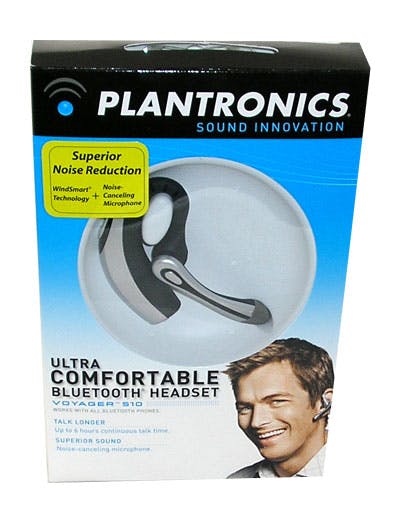 PLANTRONICS®
SOUND INNOVATION
Superior
Noise Reduction
WindSmart®
Technology
+
Noise-
Canceling
Microphone
ULTRA
COMFORTABLE
BLUETOOTH® HEADSET
VOYAGER™ 510
WORKS WITH ALL BLUETOOTH PHONES.
TALK LONGER
Up to 6 hours continuous talk time.
SUPERIOR SOUND
Noise-canceling microphone.